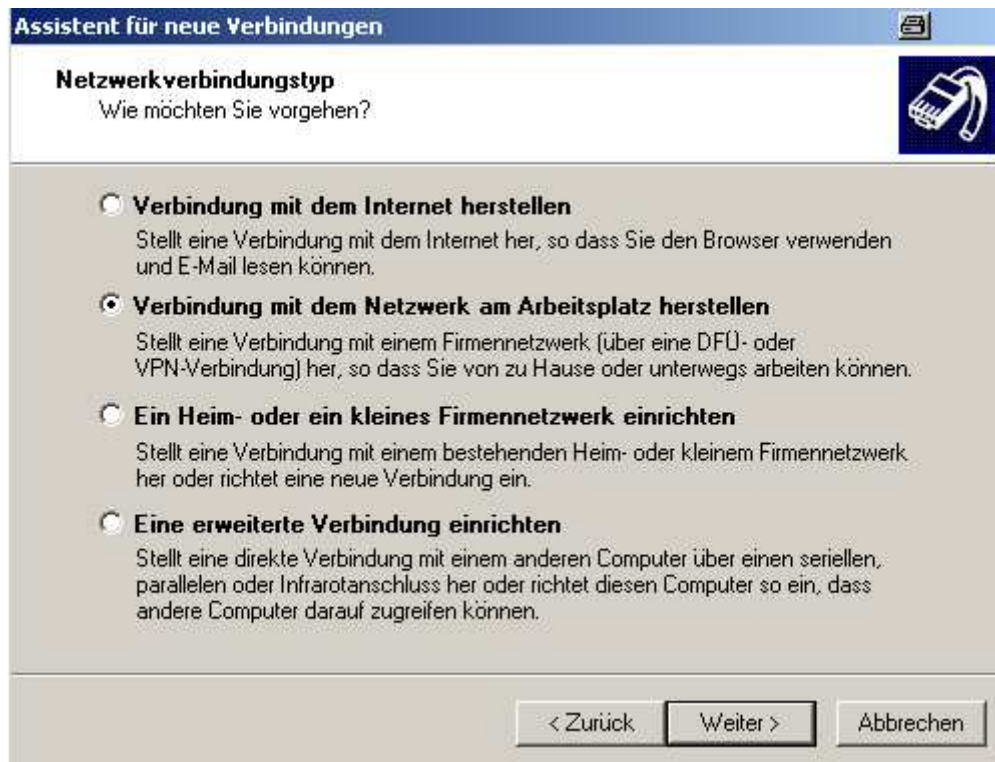 Assistent für neue Verbindungen
Netzwerkverbindungstyp
Wie möchten Sie vorgehen?
Verbindung mit dem Internet herstellen
Stellt eine Verbindung mit dem Internet her, so dass Sie den Browser verwenden
und E-Mail lesen können.
Verbindung mit dem Netzwerk am Arbeitsplatz herstellen
Stellt eine Verbindung mit einem Firmennetzwerk (über eine DFÜ- oder
VPN-Verbindung) her, so dass Sie von zu Hause oder unterwegs arbeiten können.
Ein Heim- oder ein kleines Firmennetzwerk einrichten
Stellt eine Verbindung mit einem bestehenden Heim- oder kleinem Firmennetzwerk
her oder richtet eine neue Verbindung ein.
Eine erweiterte Verbindung einrichten
Stellt eine direkte Verbindung mit einem anderen Computer über einen seriellen,
parallelen oder Infrarotanschluss her oder richtet diesen Computer so ein, dass
andere Computer darauf zugreifen können.
< Zurück
Weiter >
Abbrechen